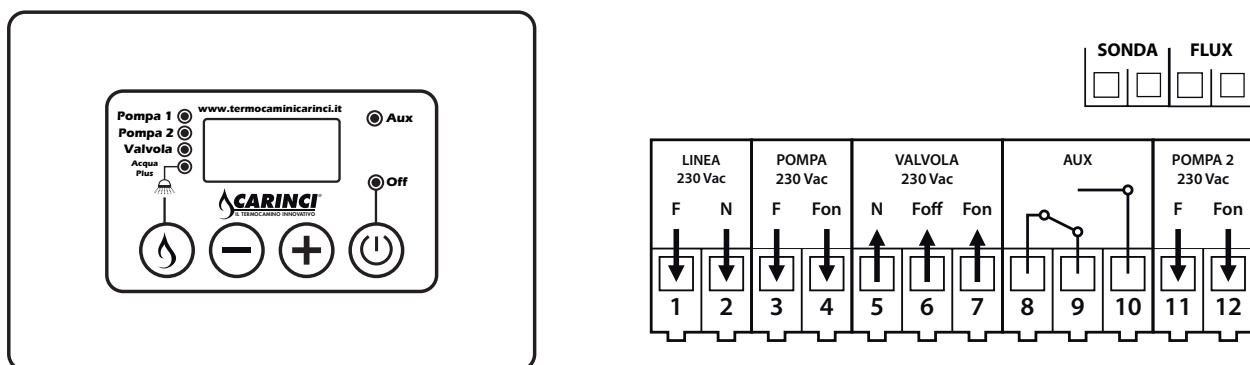 Pompa 1
Pompa 2
Valvola
Acqua
Plus
www.termocaminicarinci.it
Aux
Off
CARINCI®
IL TERMOCAMINO INNOVATIVO
SONDA FLUX
LINEA POMPA VALVOLA AUX POMPA 2
230 Vac 230 Vac 230 Vac 230 Vac
F N F Fon N Foff Fon F Fon
1 2 3 4 5 6 7 8 9 10 11 12